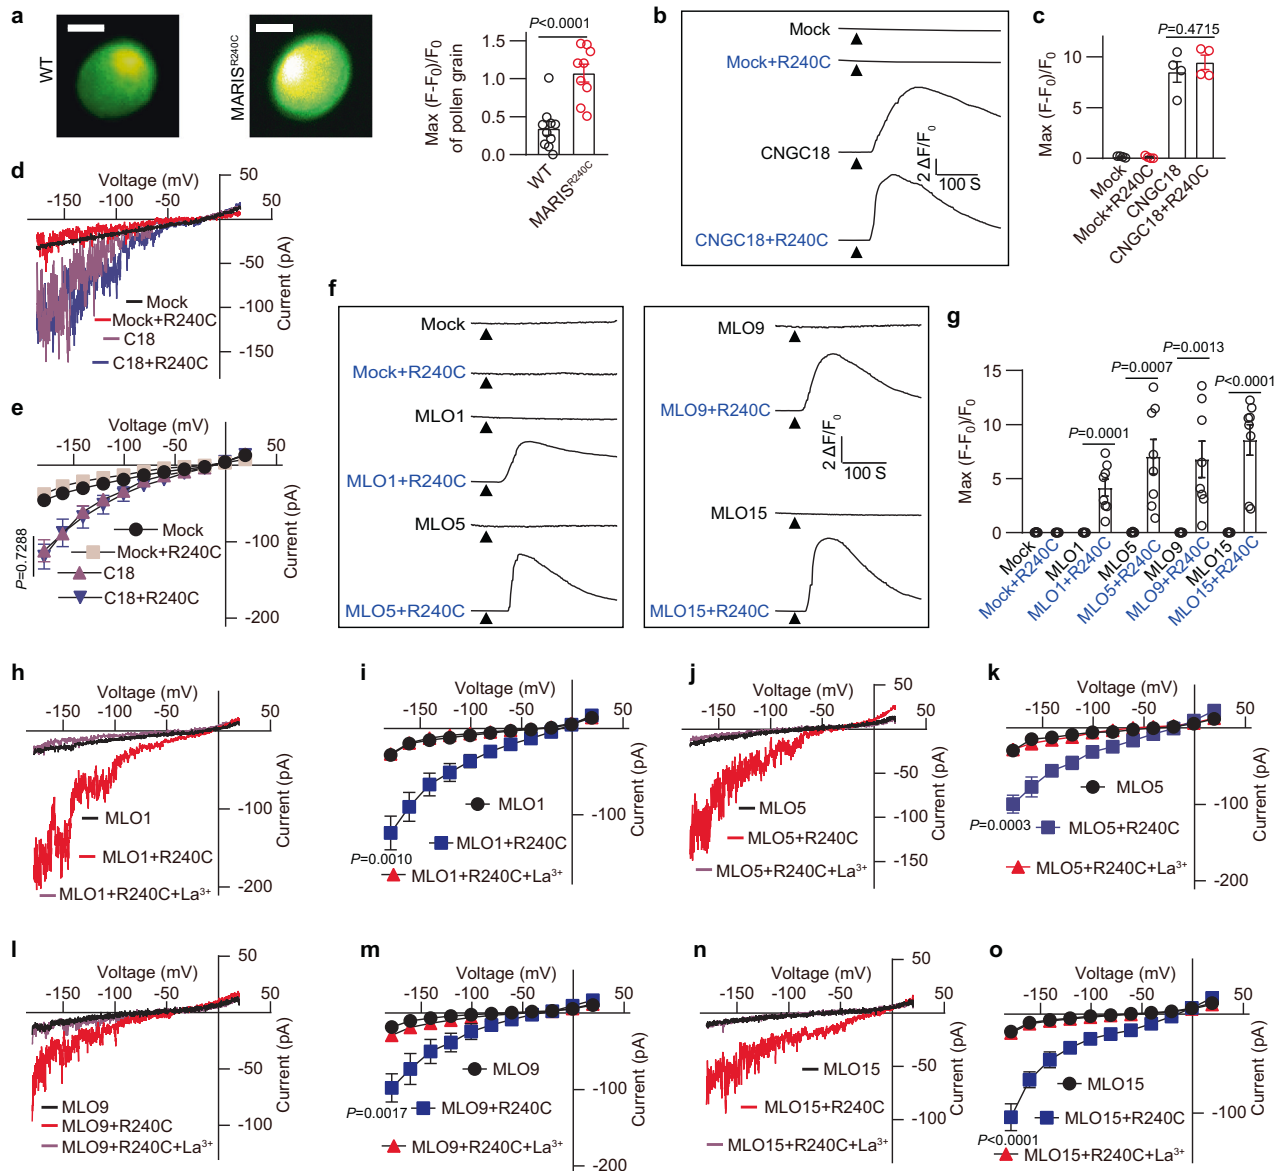 a
WT
MARIS^R240C
Max (F-F₀)/F₀
of pollen grain
P<0.0001
1.5
1.0
0.5
0.0
WT
MARIS^R240C
b
Mock
Mock+R240C
CNGC18
2 ΔF/F₀
100 S
CNGC18+R240C
c
P=0.4715
Max (F-F₀)/F₀
10
5
0
Mock
Mock+R240C
CNGC18
CNGC18+R240C
d
Voltage (mV)
-150
-100
-50
50
50
-50
-100
-150
Current (pA)
Mock
Mock+R240C
C18
C18+R240C
e
Voltage (mV)
-150
-100
-50
50
-100
-200
Current (pA)
P=0.7288
Mock
Mock+R240C
C18
C18+R240C
f
Mock
Mock+R240C
MLO1
MLO1+R240C
MLO5
MLO5+R240C
MLO9
MLO9+R240C
2 ΔF/F₀
100 S
MLO15
MLO15+R240C
g
Max (F-F₀)/F₀
15
10
5
0
P=0.0001
P=0.0007
P=0.0013
P<0.0001
Mock
Mock+R240C
MLO1
MLO1+R240C
MLO5
MLO5+R240C
MLO9
MLO9+R240C
MLO15
MLO15+R240C
h
Voltage (mV)
-150
-100
-50
50
50
-100
-200
Current (pA)
MLO1
MLO1+R240C
MLO1+R240C+La³⁺
i
Voltage (mV)
-150
-100
-50
50
-100
Current (pA)
MLO1
MLO1+R240C
P=0.0010
MLO1+R240C+La³⁺
j
Voltage (mV)
-150
-100
-50
50
50
-50
-100
-150
Current (pA)
MLO5
MLO5+R240C
MLO5+R240C+La³⁺
k
Voltage (mV)
-150
-100
-50
50
-100
-200
Current (pA)
MLO5
P=0.0003
MLO5+R240C
MLO5+R240C+La³⁺
l
Voltage (mV)
-150
-100
-50
50
50
-50
-100
Current (pA)
MLO9
MLO9+R240C
MLO9+R240C+La³⁺
m
Voltage (mV)
-150
-100
-50
50
-100
-200
Current (pA)
MLO9
P=0.0017
MLO9+R240C
MLO9+R240C+La³⁺
n
Voltage (mV)
-150
-100
-50
50
50
-50
-100
Current (pA)
MLO15
MLO15+R240C
MLO15+R240C+La³⁺
o
Voltage (mV)
-150
-100
-50
50
-100
Current (pA)
MLO15
MLO15+R240C
P<0.0001
MLO15+R240C+La³⁺